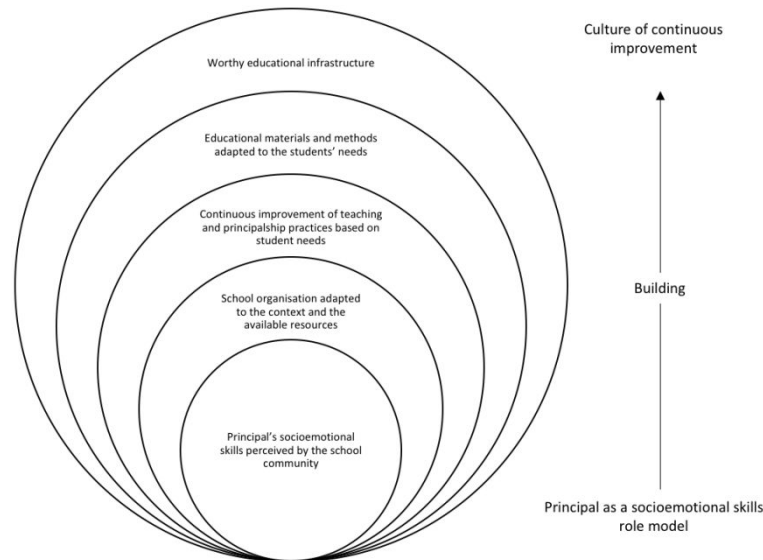 Culture of continuous
improvement
Worthy educational infrastructure
Educational materials and methods
adapted to the students' needs
Continuous improvement of teaching
and principalship practices based on
student needs
Building
School organisation adapted
to the context and the
available resources
Principal's socioemotional
skills perceived by the school
community
Principal as a socioemotional skills
role model